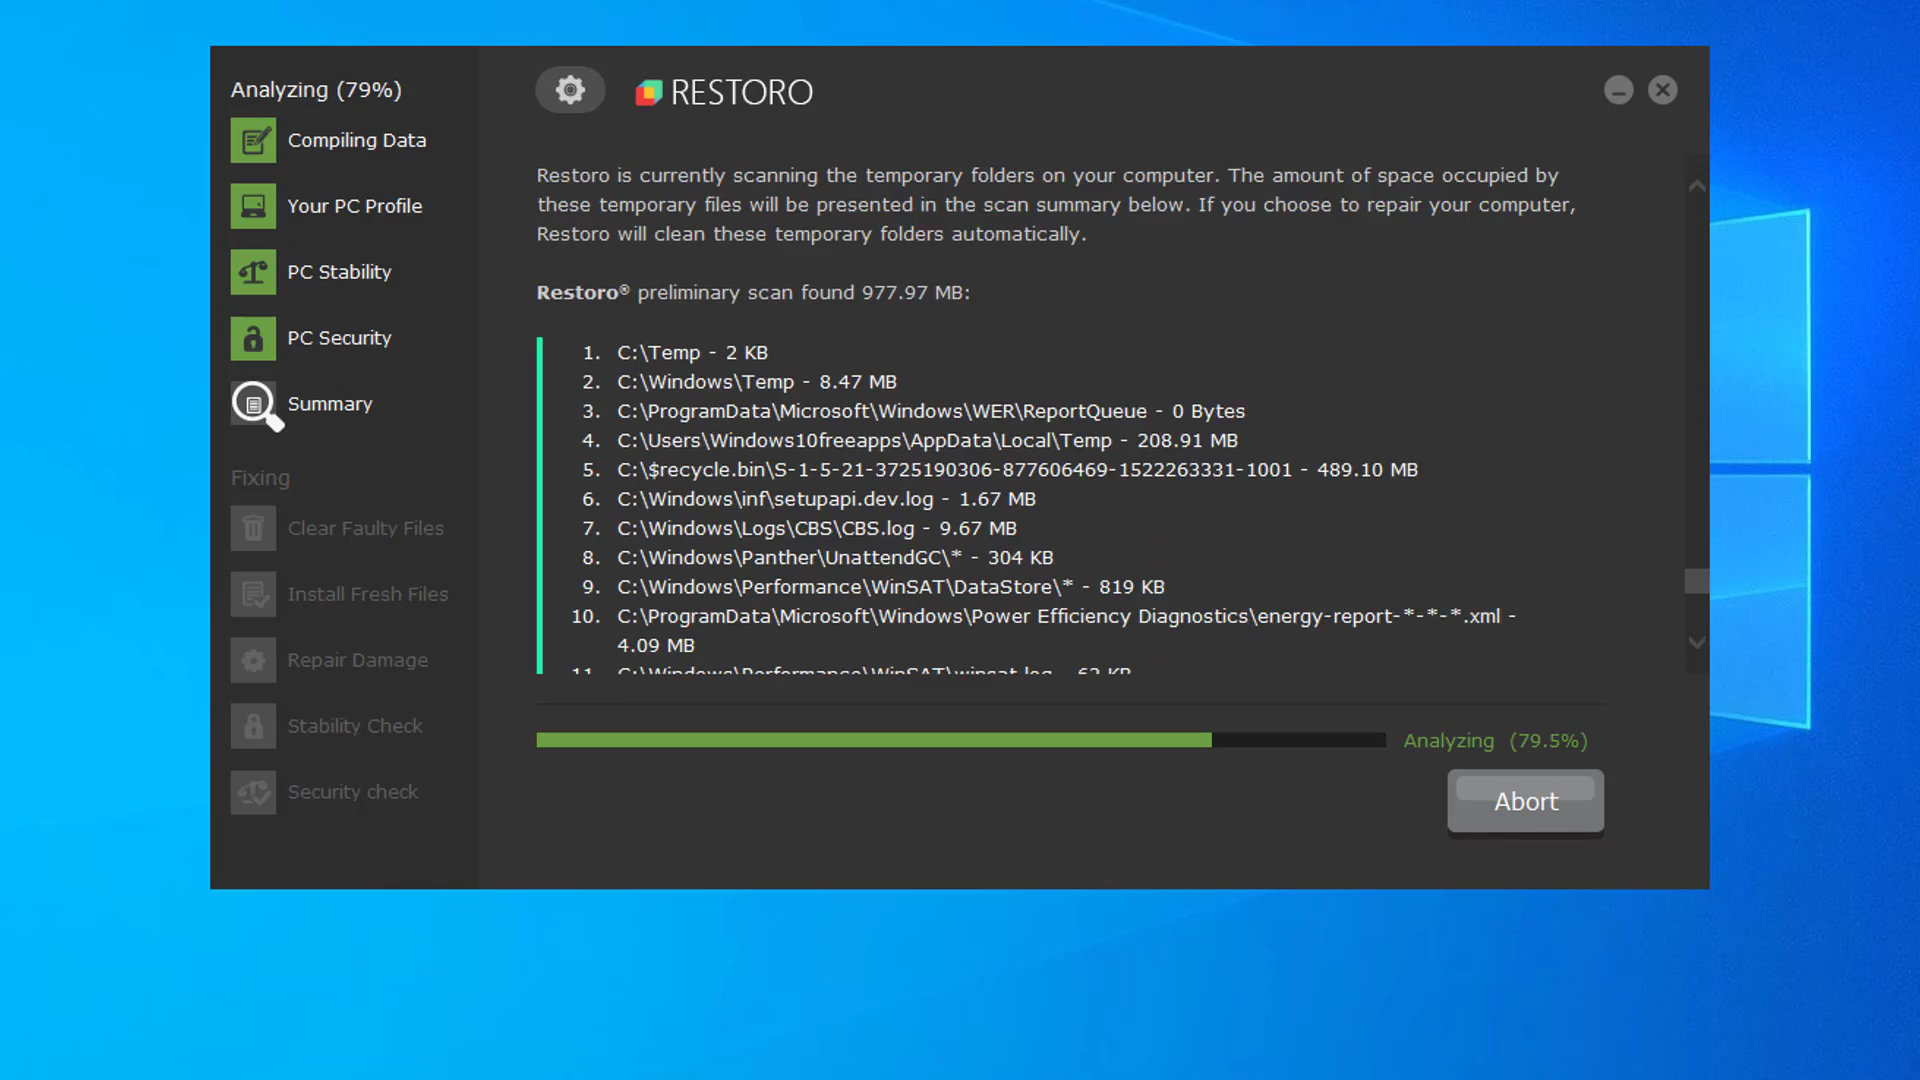 Analyzing (79%)
Compiling Data
Your PC Profile
PC Stability
PC Security
Summary
Fixing
Clear Faulty Files
Install Fresh Files
Repair Damage
Stability Check
Security check
RESTORO
Restoro is currently scanning the temporary folders on your computer. The amount of space occupied by
these temporary files will be presented in the scan summary below. If you choose to repair your computer,
Restoro will clean these temporary folders automatically.
Restoro® preliminary scan found 977.97 MB:
1. C:\Temp - 2 KB
2. C:\Windows\Temp - 8.47 MB
3. C:\ProgramData\Microsoft\Windows\WER\ReportQueue - 0 Bytes
4. C:\Users\Windows10freeapps\AppData\Local\Temp - 208.91 MB
5. C:\$recycle.bin\S-1-5-21-3725190306-877606469-1522263331-1001 - 489.10 MB
6. C:\Windows\inf\setupapi.dev.log - 1.67 MB
7. C:\Windows\Logs\CBS\CBS.log - 9.67 MB
8. C:\Windows\Panther\UnattendGC\* - 304 KB
9. C:\Windows\Performance\WinSAT\DataStore\* - 819 KB
10. C:\ProgramData\Microsoft\Windows\Power Efficiency Diagnostics\energy-report-*-*-*.xml -
4.09 MB
11. C:\Windows\Performance\WinSAT\winsat.log - 62 KB
Analyzing (79.5%)
Abort